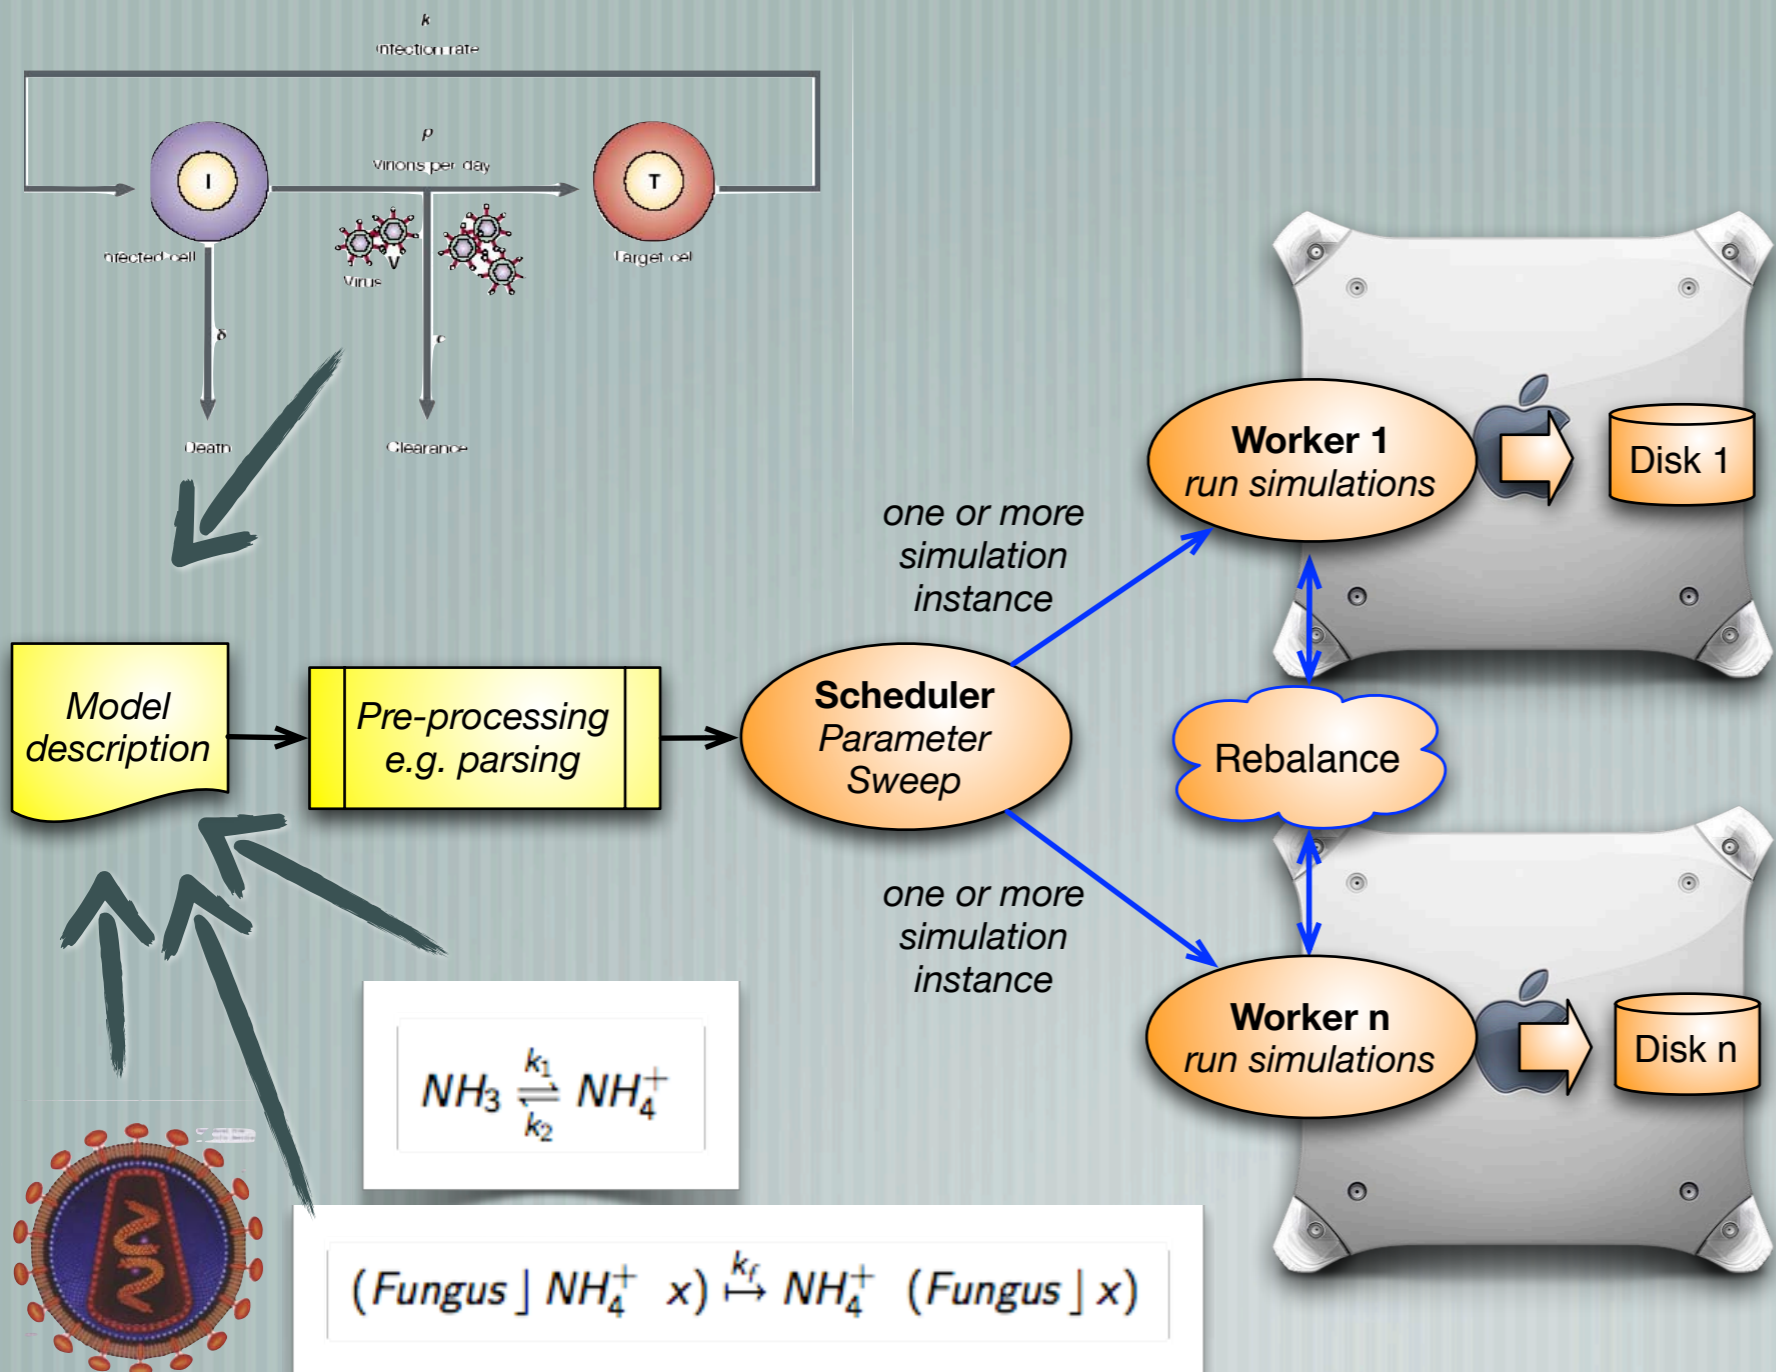 k
infection rate
p
Virions per day
I
T
nfected cell
V
Virus
Target cell
δ
c
Death
Clearance
Worker 1
run simulations
Disk 1
one or more
simulation
instance
Model
description
Pre-processing
e.g. parsing
Scheduler
Parameter
Sweep
Rebalance
one or more
simulation
instance
Worker n
run simulations
Disk n
NH₃ ⇌ NH₄⁺
k₁
k₂
(Fungus ⌋ NH₄⁺ x) k_f ↦ NH₄⁺ (Fungus ⌋ x)